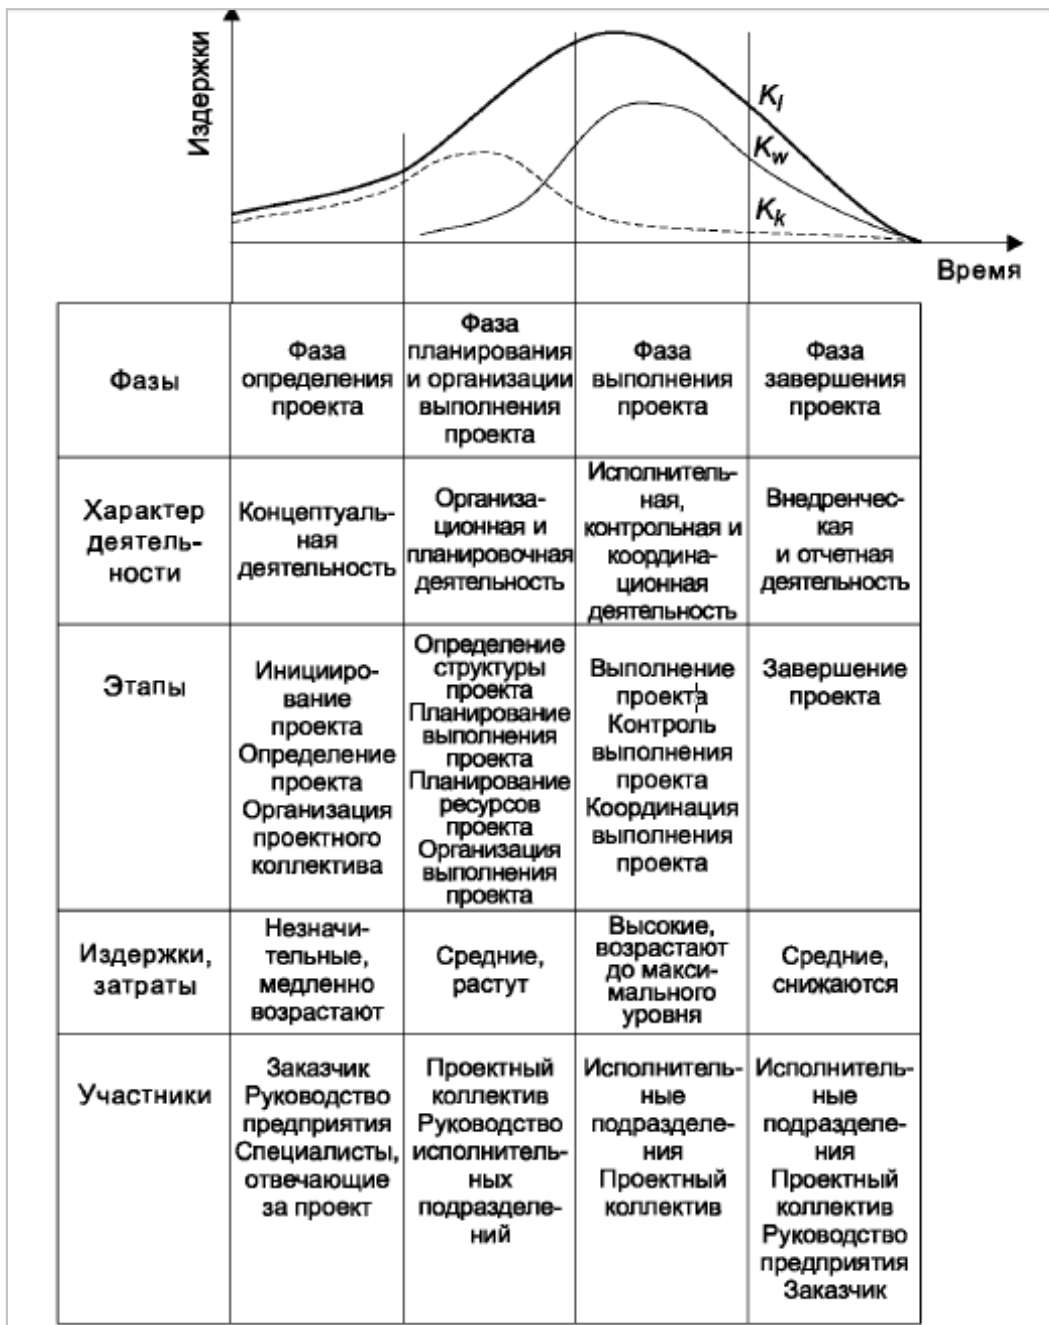 Издержки
K_l
K_w
K_k
Время
Фазы
Фаза
определения
проекта
Фаза
планирования
и организации
выполнения
проекта
Фаза
выполнения
проекта
Фаза
завершения
проекта
Характер
деятель-
ности
Концептуаль-
ная
деятельность
Организа-
ционная и
планировочная
деятельность
Исполнитель-
ная,
контрольная и
координа-
ционная
деятельность
Внедренчес-
кая
и отчетная
деятельность
Этапы
Иницииро-
вание
проекта
Определение
проекта
Организация
проектного
коллектива
Определение
структуры
проекта
Планирование
выполнения
проекта
Планирование
ресурсов
проекта
Организация
выполнения
проекта
Выполнение
проекта
Контроль
выполнения
проекта
Координация
выполнения
проекта
Завершение
проекта
Издержки,
затраты
Незначи-
тельные,
медленно
возрастают
Средние,
растут
Высокие,
возрастают
до макси-
мального
уровня
Средние,
снижаются
Участники
Заказчик
Руководство
предприятия
Специалисты,
отвечающие
за проект
Проектный
коллектив
Руководство
исполнитель-
ных
подразделе-
ний
Исполнитель-
ные
подразделе-
ния
Проектный
коллектив
Исполнитель-
ные
подразделе-
ния
Проектный
коллектив
Руководство
предприятия
Заказчик